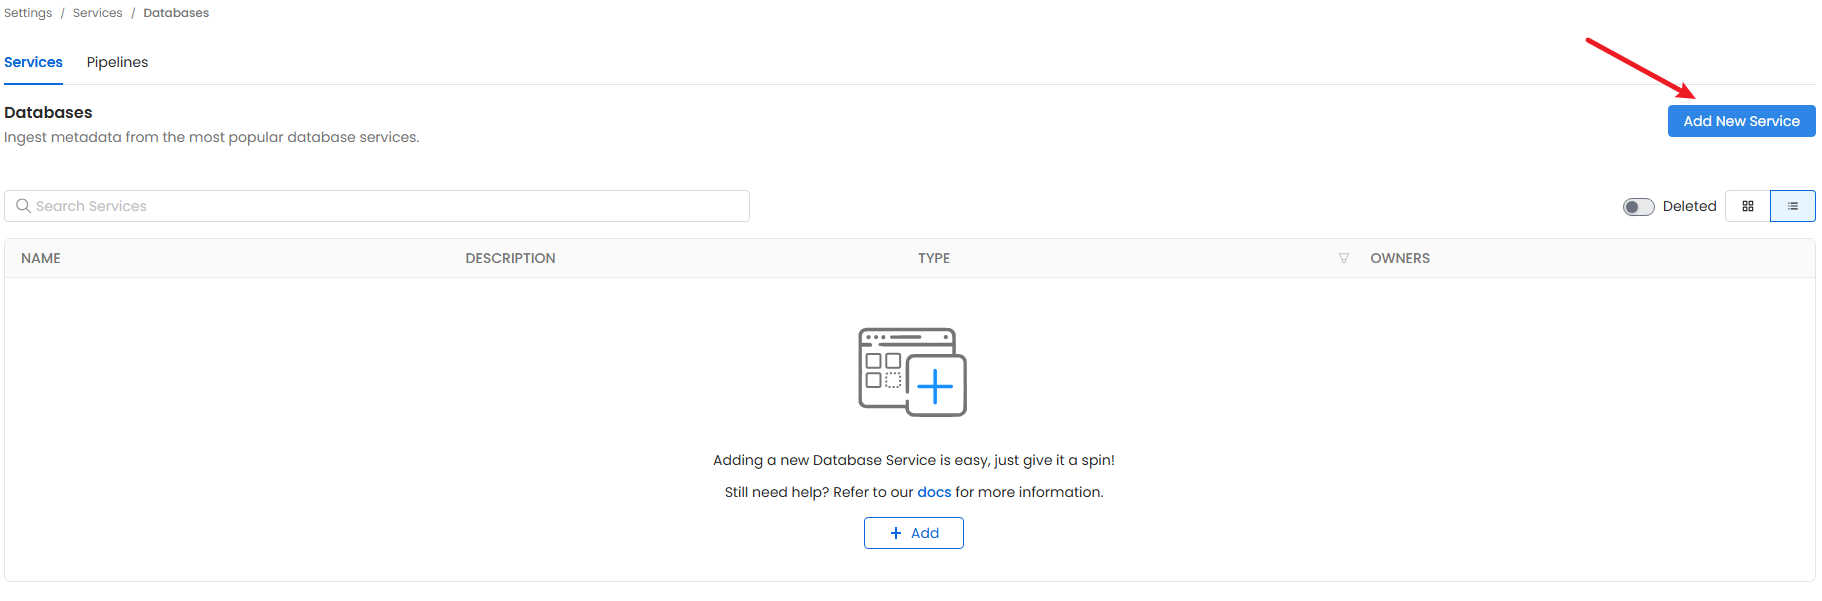 Settings / Services / Databases
Services Pipelines
Databases
Ingest metadata from the most popular database services.
Add New Service
Search Services
Deleted
NAME DESCRIPTION TYPE OWNERS
Adding a new Database Service is easy, just give it a spin!
Still need help? Refer to our docs for more information.
+ Add